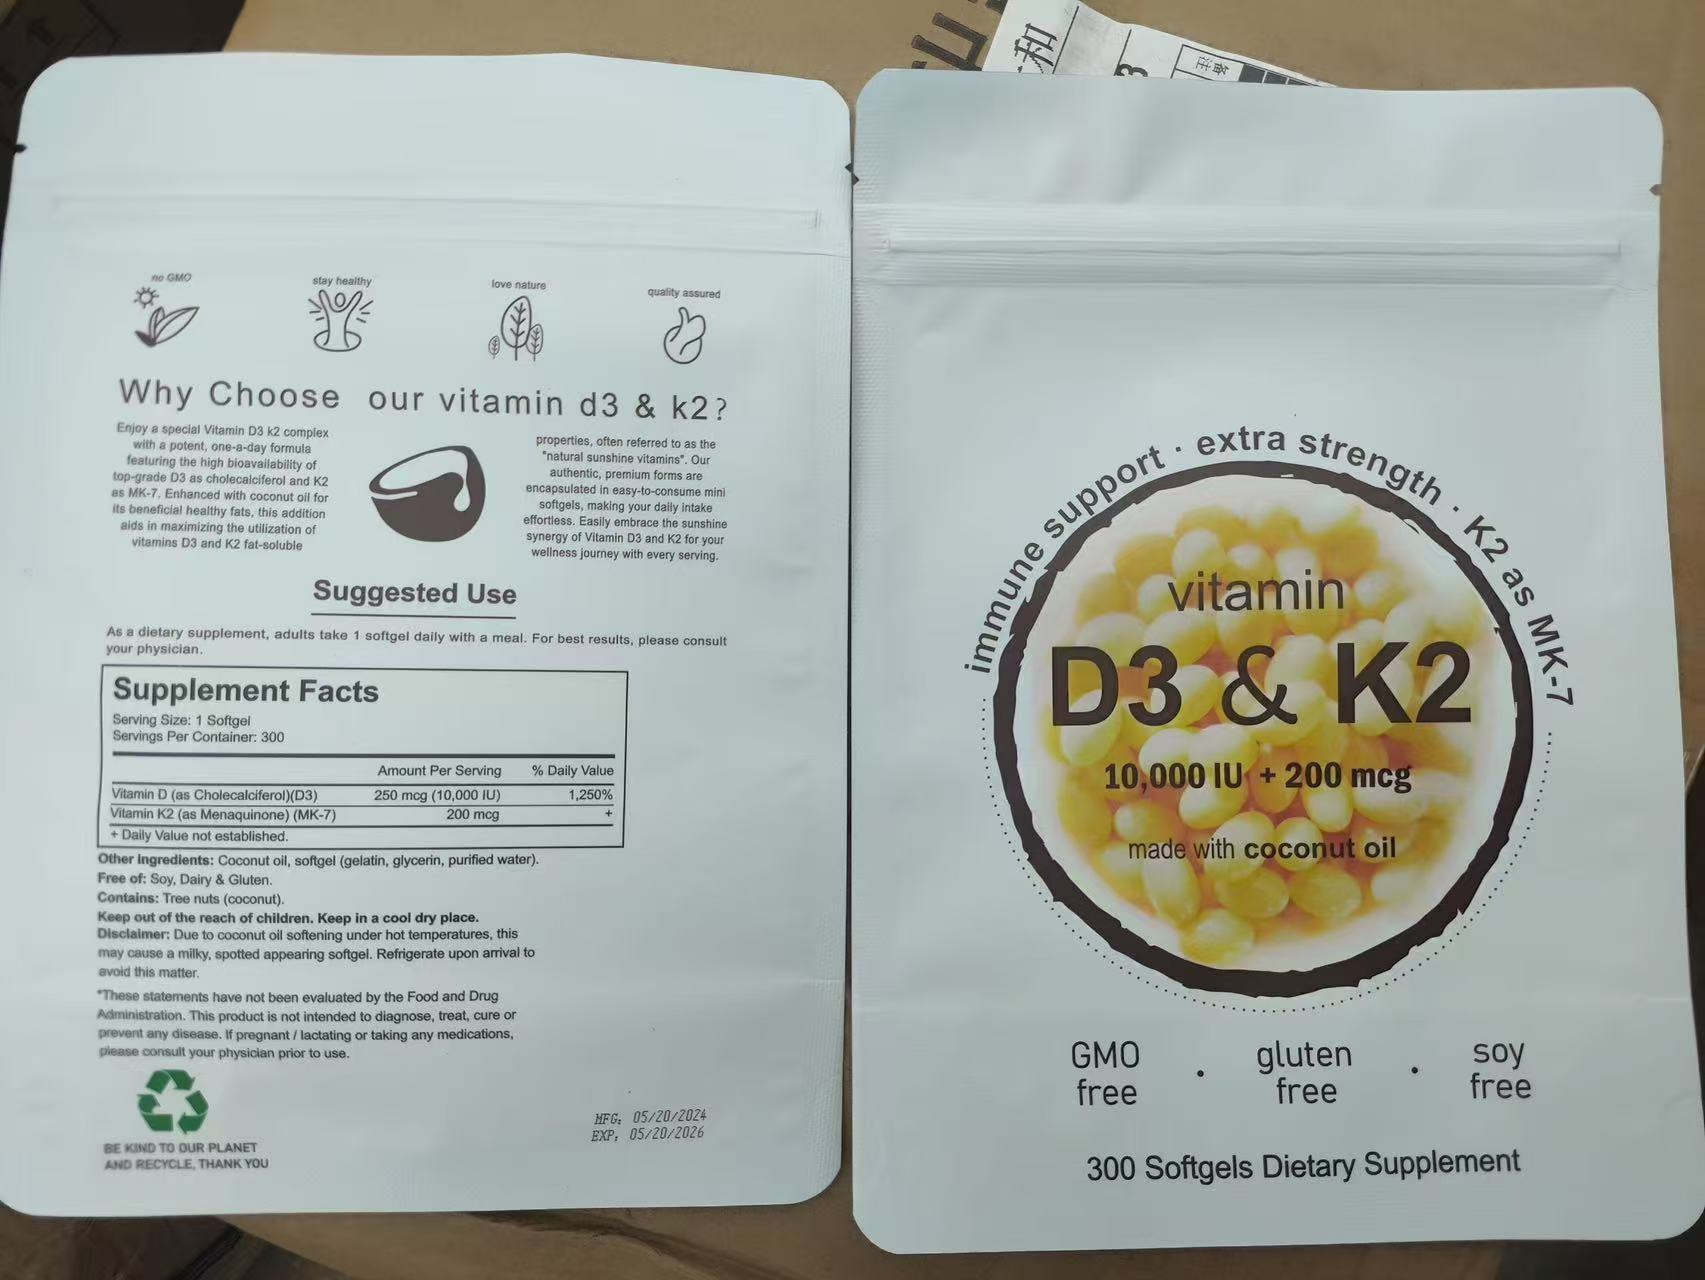 no GMO
stay healthy
love nature
quality assured
Why Choose our vitamin d3 & k2?
Enjoy a special Vitamin D3 k2 complex
with a potent, one-a-day formula
featuring the high bioavailability of
top-grade D3 as cholecalciferol and K2
as MK-7. Enhanced with coconut oil for
its beneficial healthy fats, this addition
aids in maximizing the utilization of
vitamins D3 and K2 fat-soluble
properties, often referred to as the
"natural sunshine vitamins". Our
authentic, premium forms are
encapsulated in easy-to-consume mini
softgels, making your daily intake
effortless. Easily embrace the sunshine
synergy of Vitamin D3 and K2 for your
wellness journey with every serving.
Suggested Use
As a dietary supplement, adults take 1 softgel daily with a meal. For best results, please consult
your physician.
Supplement Facts
Serving Size: 1 Softgel
Servings Per Container: 300
Amount Per Serving % Daily Value
Vitamin D (as Cholecalciferol)(D3) 250 mcg (10,000 IU) 1,250%
Vitamin K2 (as Menaquinone) (MK-7) 200 mcg +
+ Daily Value not established.
Other Ingredients: Coconut oil, softgel (gelatin, glycerin, purified water).
Free of: Soy, Dairy & Gluten.
Contains: Tree nuts (coconut).
Keep out of the reach of children. Keep in a cool dry place.
Disclaimer: Due to coconut oil softening under hot temperatures, this
may cause a milky, spotted appearing softgel. Refrigerate upon arrival to
avoid this matter.
*These statements have not been evaluated by the Food and Drug
Administration. This product is not intended to diagnose, treat, cure or
prevent any disease. If pregnant / lactating or taking any medications,
please consult your physician prior to use.
BE KIND TO OUR PLANET
AND RECYCLE, THANK YOU
MFG: 05/20/2024
EXP: 05/20/2026
山
和
3
备注
immune support · extra strength · K2 as MK-7
vitamin
D3 & K2
10,000 IU + 200 mcg
made with coconut oil
GMO free · gluten free · soy free
300 Softgels Dietary Supplement